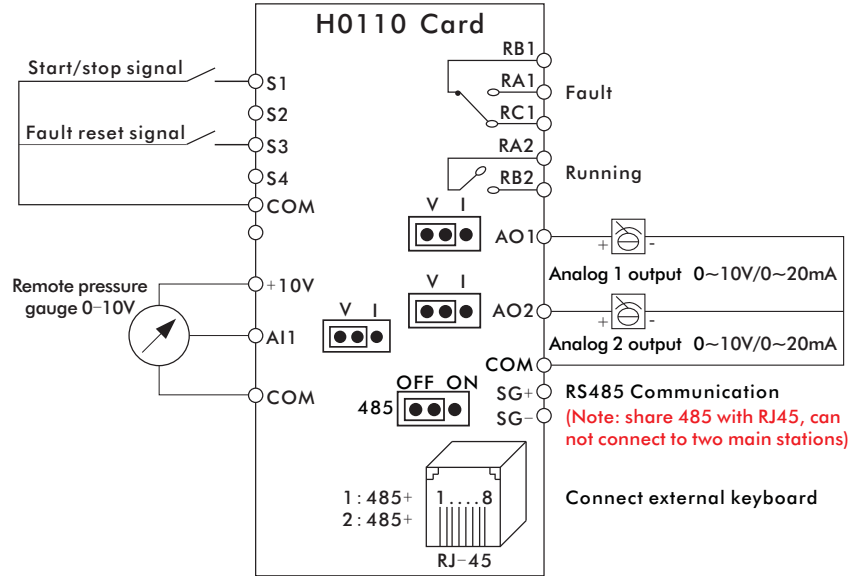 H0110 Card
Start/stop signal
S1
S2
Fault reset signal
S3
S4
COM
Remote pressure
gauge 0-10V
+10V
AI1
COM
RB1
RA1
RC1
Fault
RA2
RB2
Running
V I
AO1
+ -
Analog 1 output 0~10V/0~20mA
V I
AO2
+ -
Analog 2 output 0~10V/0~20mA
V I
COM
OFF ON
485
SG+
SG-
RS485 Communication
(Note: share 485 with RJ45, can
not connect to two main stations)
1:485+
2:485+
1....8
RJ-45
Connect external keyboard